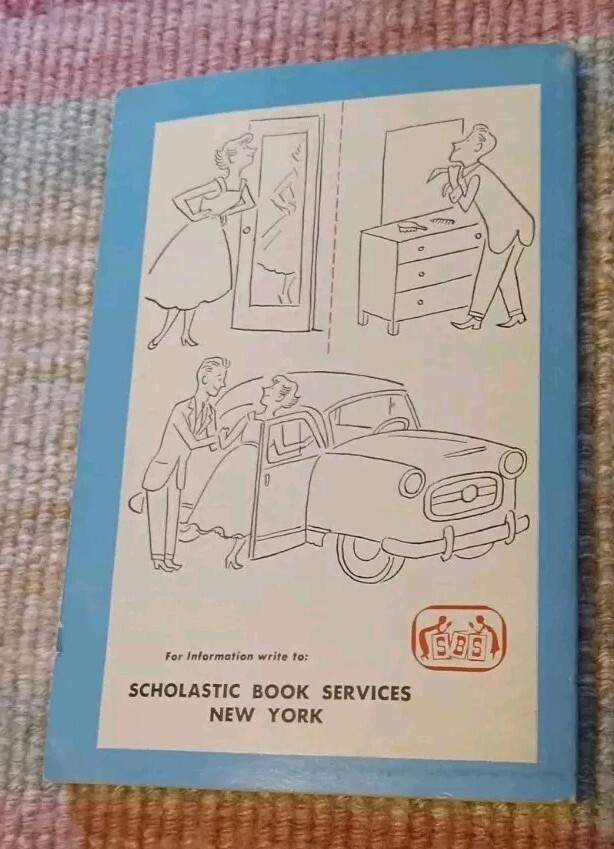 SBS
For Information write to:
SCHOLASTIC BOOK SERVICES
NEW YORK